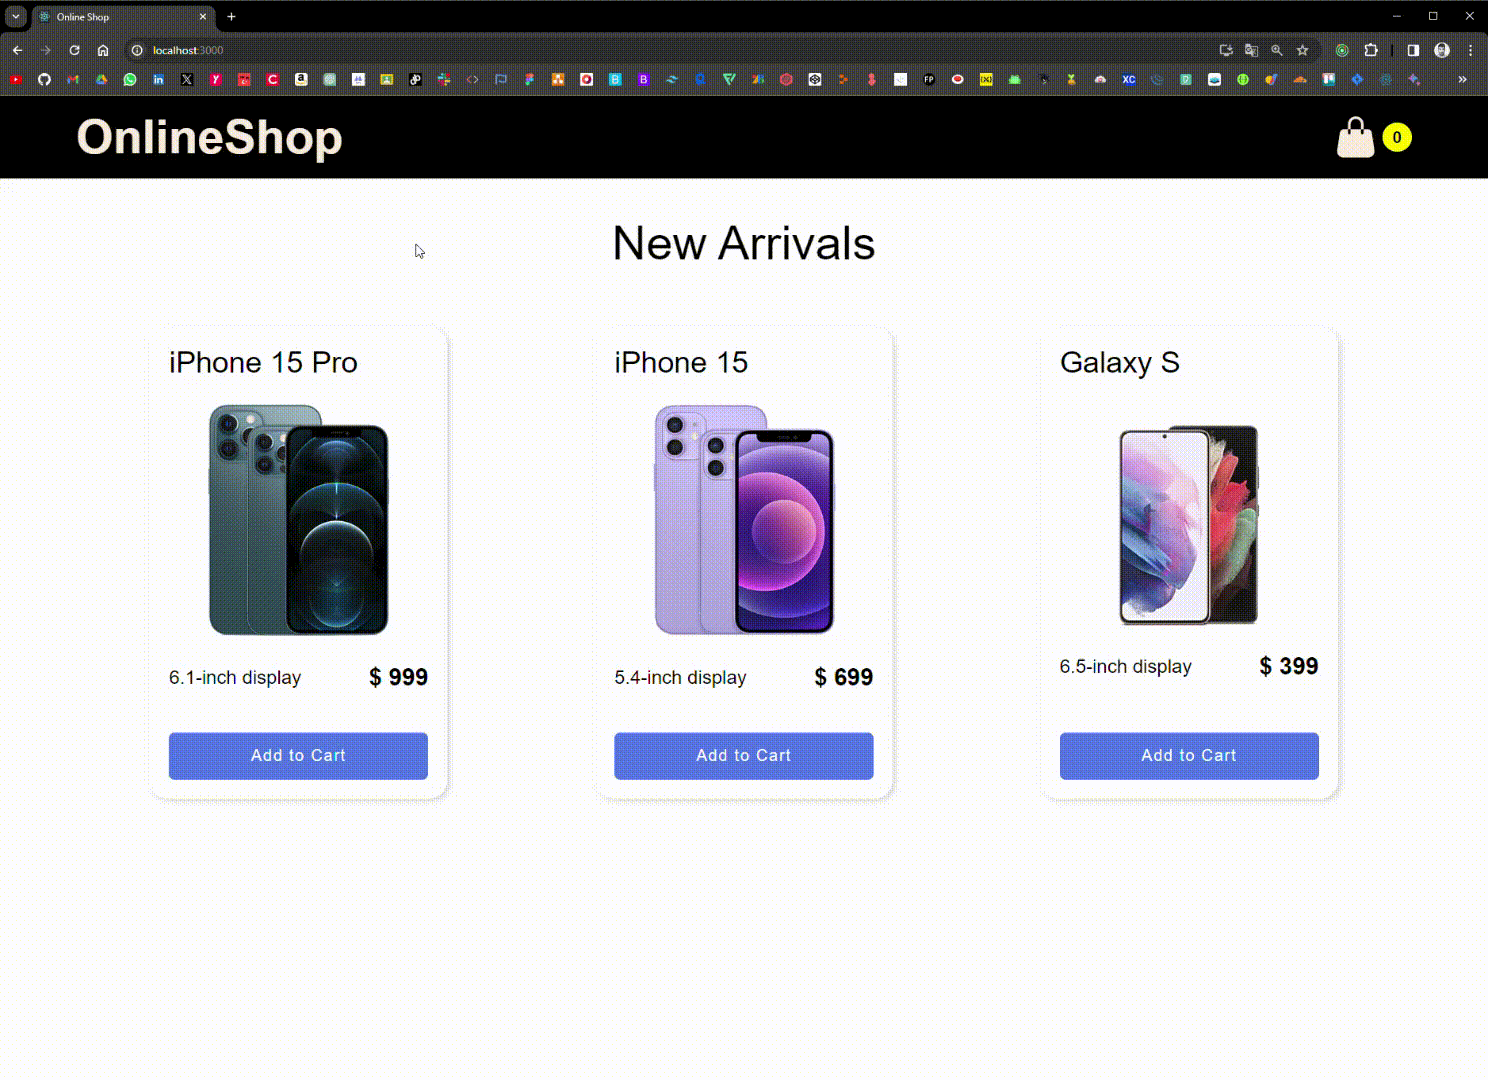 Online Shop
localhost:3000
OnlineShop
0
New Arrivals
iPhone 15 Pro
6.1-inch display
$ 999
Add to Cart
iPhone 15
5.4-inch display
$ 699
Add to Cart
Galaxy S
6.5-inch display
$ 399
Add to Cart